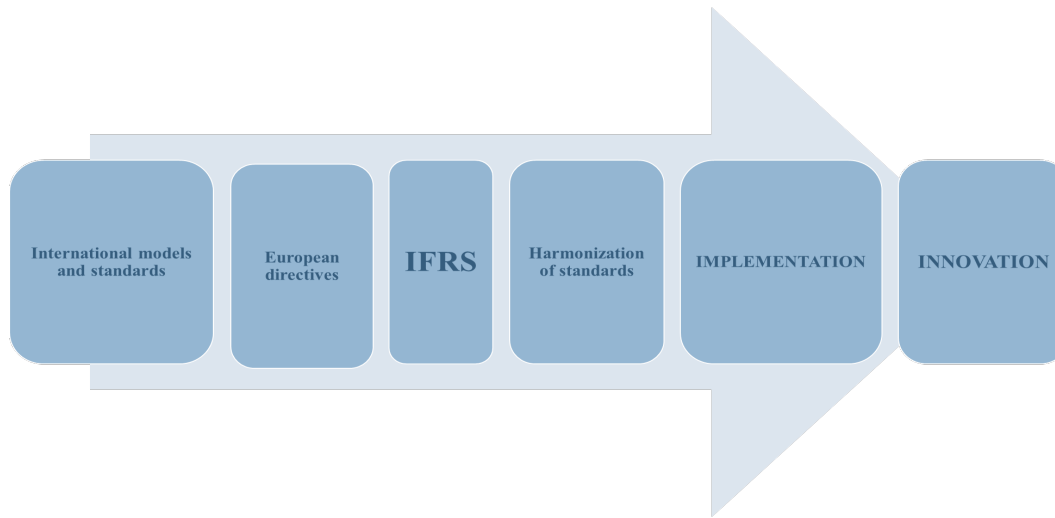 International models
and standards
European
directives
IFRS
Harmonization
of standards
IMPLEMENTATION
INNOVATION